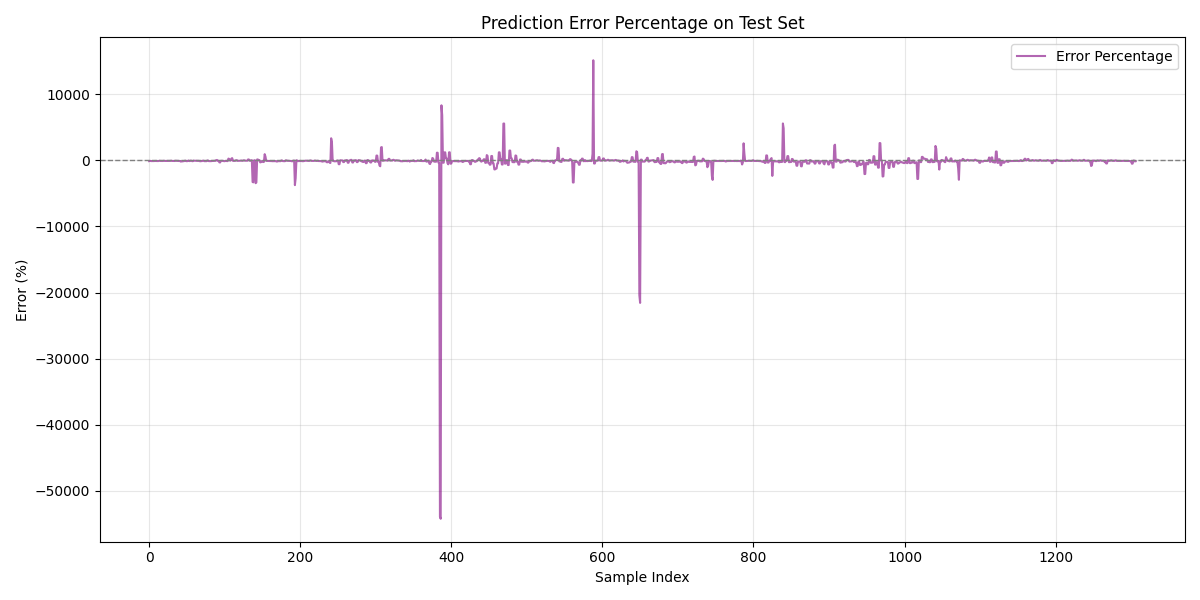 Prediction Error Percentage on Test Set
Error Percentage
10000
0
−10000
−20000
−30000
−40000
−50000
Error (%)
0 200 400 600 800 1000 1200
Sample Index